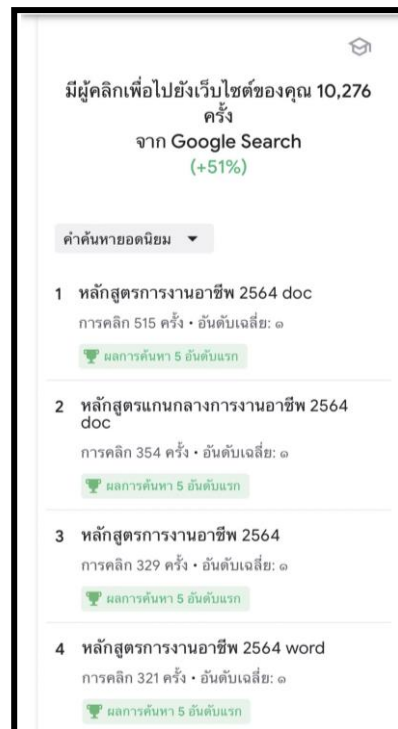 มีผู้คลิกเพื่อไปยังเว็บไซต์ของคุณ 10,276
ครั้ง
จาก Google Search
(+51%)
คำค้นหายอดนิยม
1 หลักสูตรการงานอาชีพ 2564 doc
การคลิก 515 ครั้ง • อันดับเฉลี่ย: ๑
ผลการค้นหา 5 อันดับแรก
2 หลักสูตรแกนกลางการงานอาชีพ 2564
doc
การคลิก 354 ครั้ง • อันดับเฉลี่ย: ๑
ผลการค้นหา 5 อันดับแรก
3 หลักสูตรการงานอาชีพ 2564
การคลิก 329 ครั้ง • อันดับเฉลี่ย: ๑
ผลการค้นหา 5 อันดับแรก
4 หลักสูตรการงานอาชีพ 2564 word
การคลิก 321 ครั้ง • อันดับเฉลี่ย: ๑
ผลการค้นหา 5 อันดับแรก